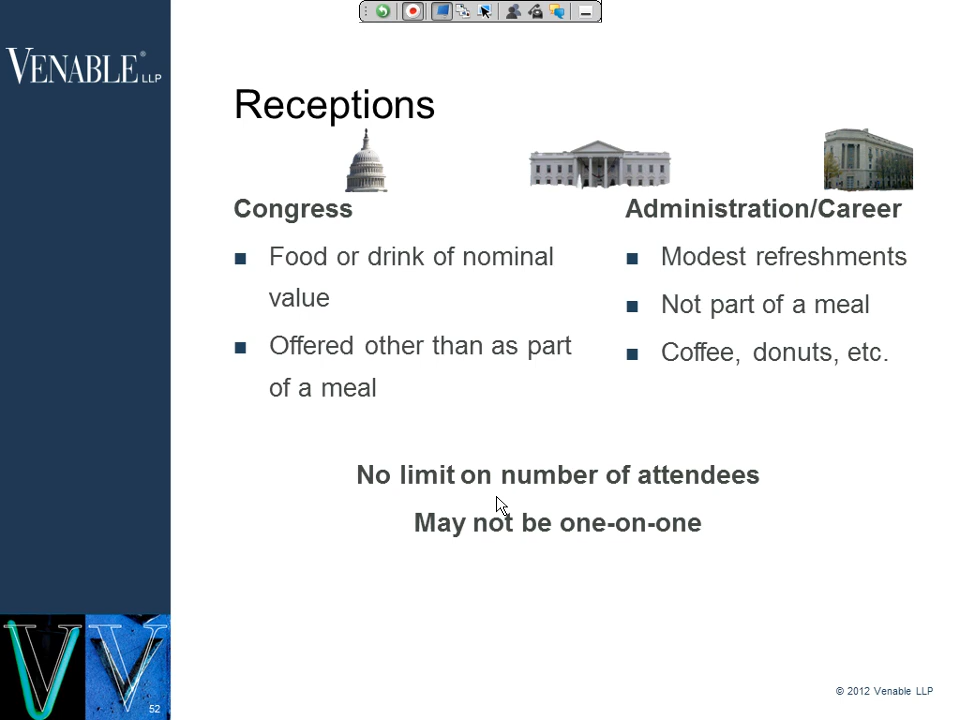 VENABLE® LLP
Receptions
Congress
■ Food or drink of nominal
value
■ Offered other than as part
of a meal
Administration/Career
■ Modest refreshments
■ Not part of a meal
■ Coffee, donuts, etc.
No limit on number of attendees
May not be one-on-one
VV
52
© 2012 Venable LLP